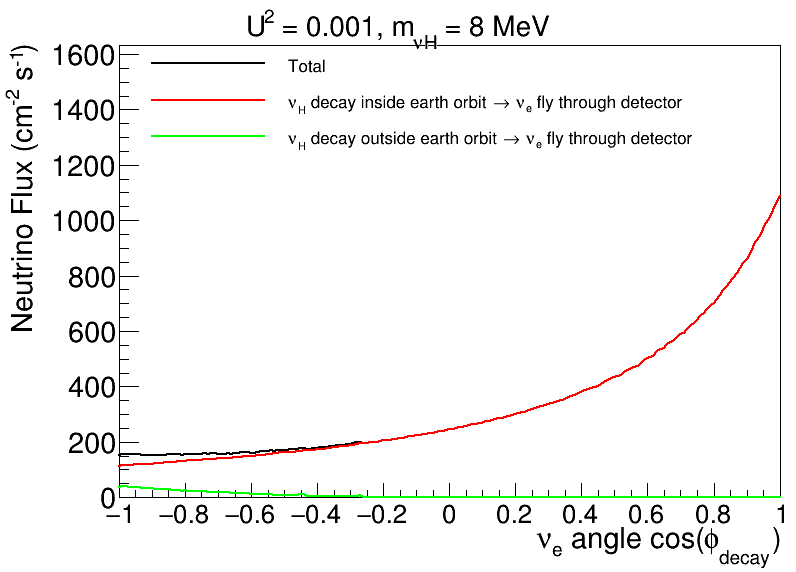 U² = 0.001, m_νH = 8 MeV
Neutrino Flux (cm⁻² s⁻¹)
1600
1400
1200
1000
800
600
400
200
0
Total
ν_H decay inside earth orbit → ν_e fly through detector
ν_H decay outside earth orbit → ν_e fly through detector
−1 −0.8 −0.6 −0.4 −0.2 0 0.2 0.4 0.6 0.8 1
ν_e angle cos(ϕ_decay)